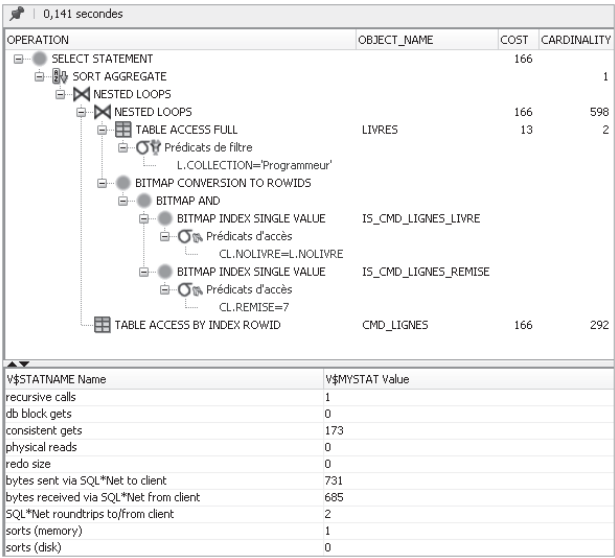 0,141 secondes
OPERATION OBJECT_NAME COST CARDINALITY
SELECT STATEMENT 166
SORT AGGREGATE 1
NESTED LOOPS
NESTED LOOPS 166 598
TABLE ACCESS FULL LIVRES 13 2
Prédicats de filtre
L.COLLECTION='Programmeur'
BITMAP CONVERSION TO ROWIDS
BITMAP AND
BITMAP INDEX SINGLE VALUE IS_CMD_LIGNES_LIVRE
Prédicats d'accès
CL.NOLIVRE=L.NOLIVRE
BITMAP INDEX SINGLE VALUE IS_CMD_LIGNES_REMISE
Prédicats d'accès
CL.REMISE=7
TABLE ACCESS BY INDEX ROWID CMD_LIGNES 166 292
V$STATNAME Name V$MYSTAT Value
recursive calls 1
db block gets 0
consistent gets 173
physical reads 0
redo size 0
bytes sent via SQL*Net to client 731
bytes received via SQL*Net from client 685
SQL*Net roundtrips to/from client 2
sorts (memory) 1
sorts (disk) 0